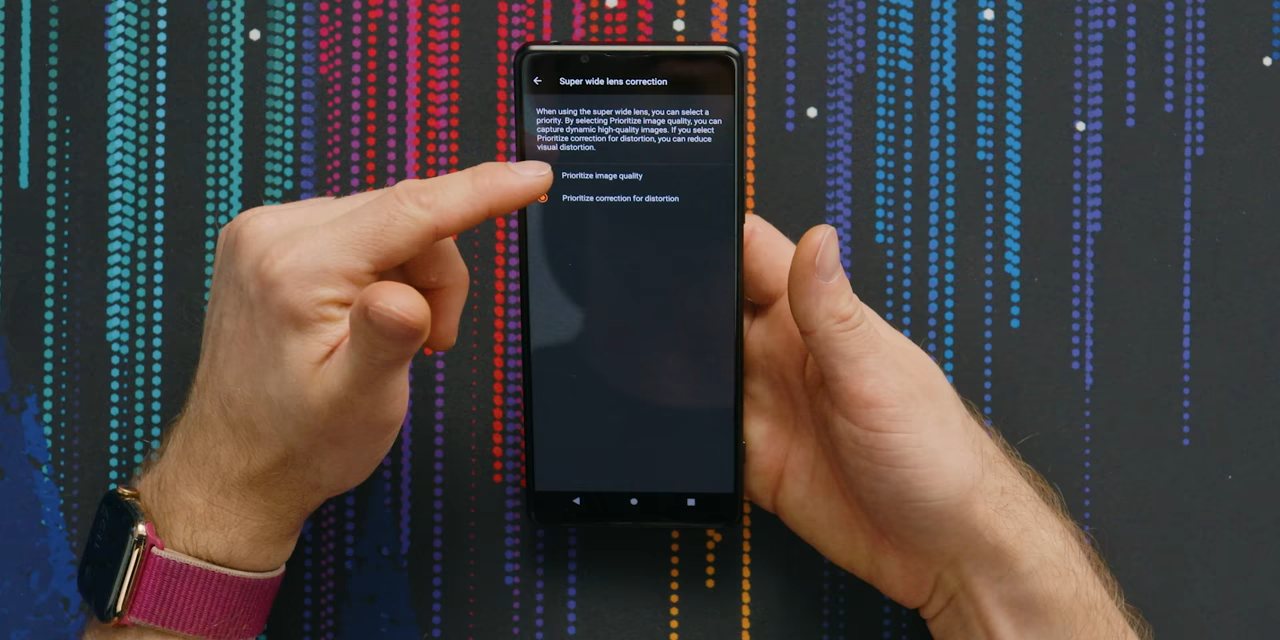 Super wide lens correction
When using the super wide lens, you can select a
priority. By selecting Prioritize image quality, you can
capture dynamic high-quality images. If you select
Prioritize correction for distortion, you can reduce
visual distortion.
Prioritize image quality
Prioritize correction for distortion